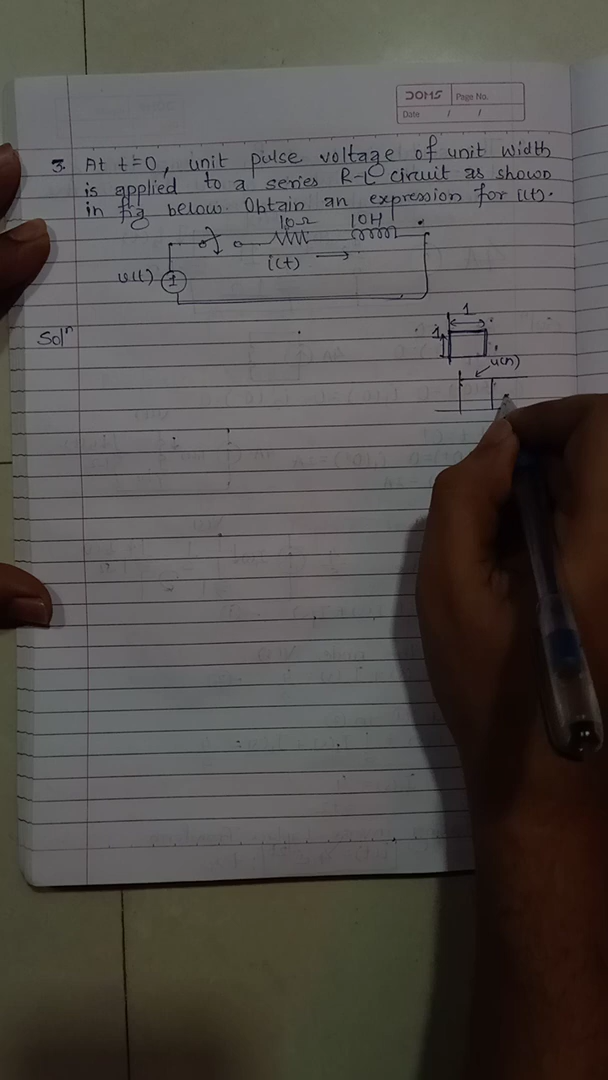 DOMS Page No.
Date / /
3. At t=0, unit pulse voltage of unit width
is applied to a series R-L circuit as shown
in fig below. Obtain an expression for i(t).
10Ω 10H
i(t)
v(t) 1
1
Solⁿ 1
u(n)